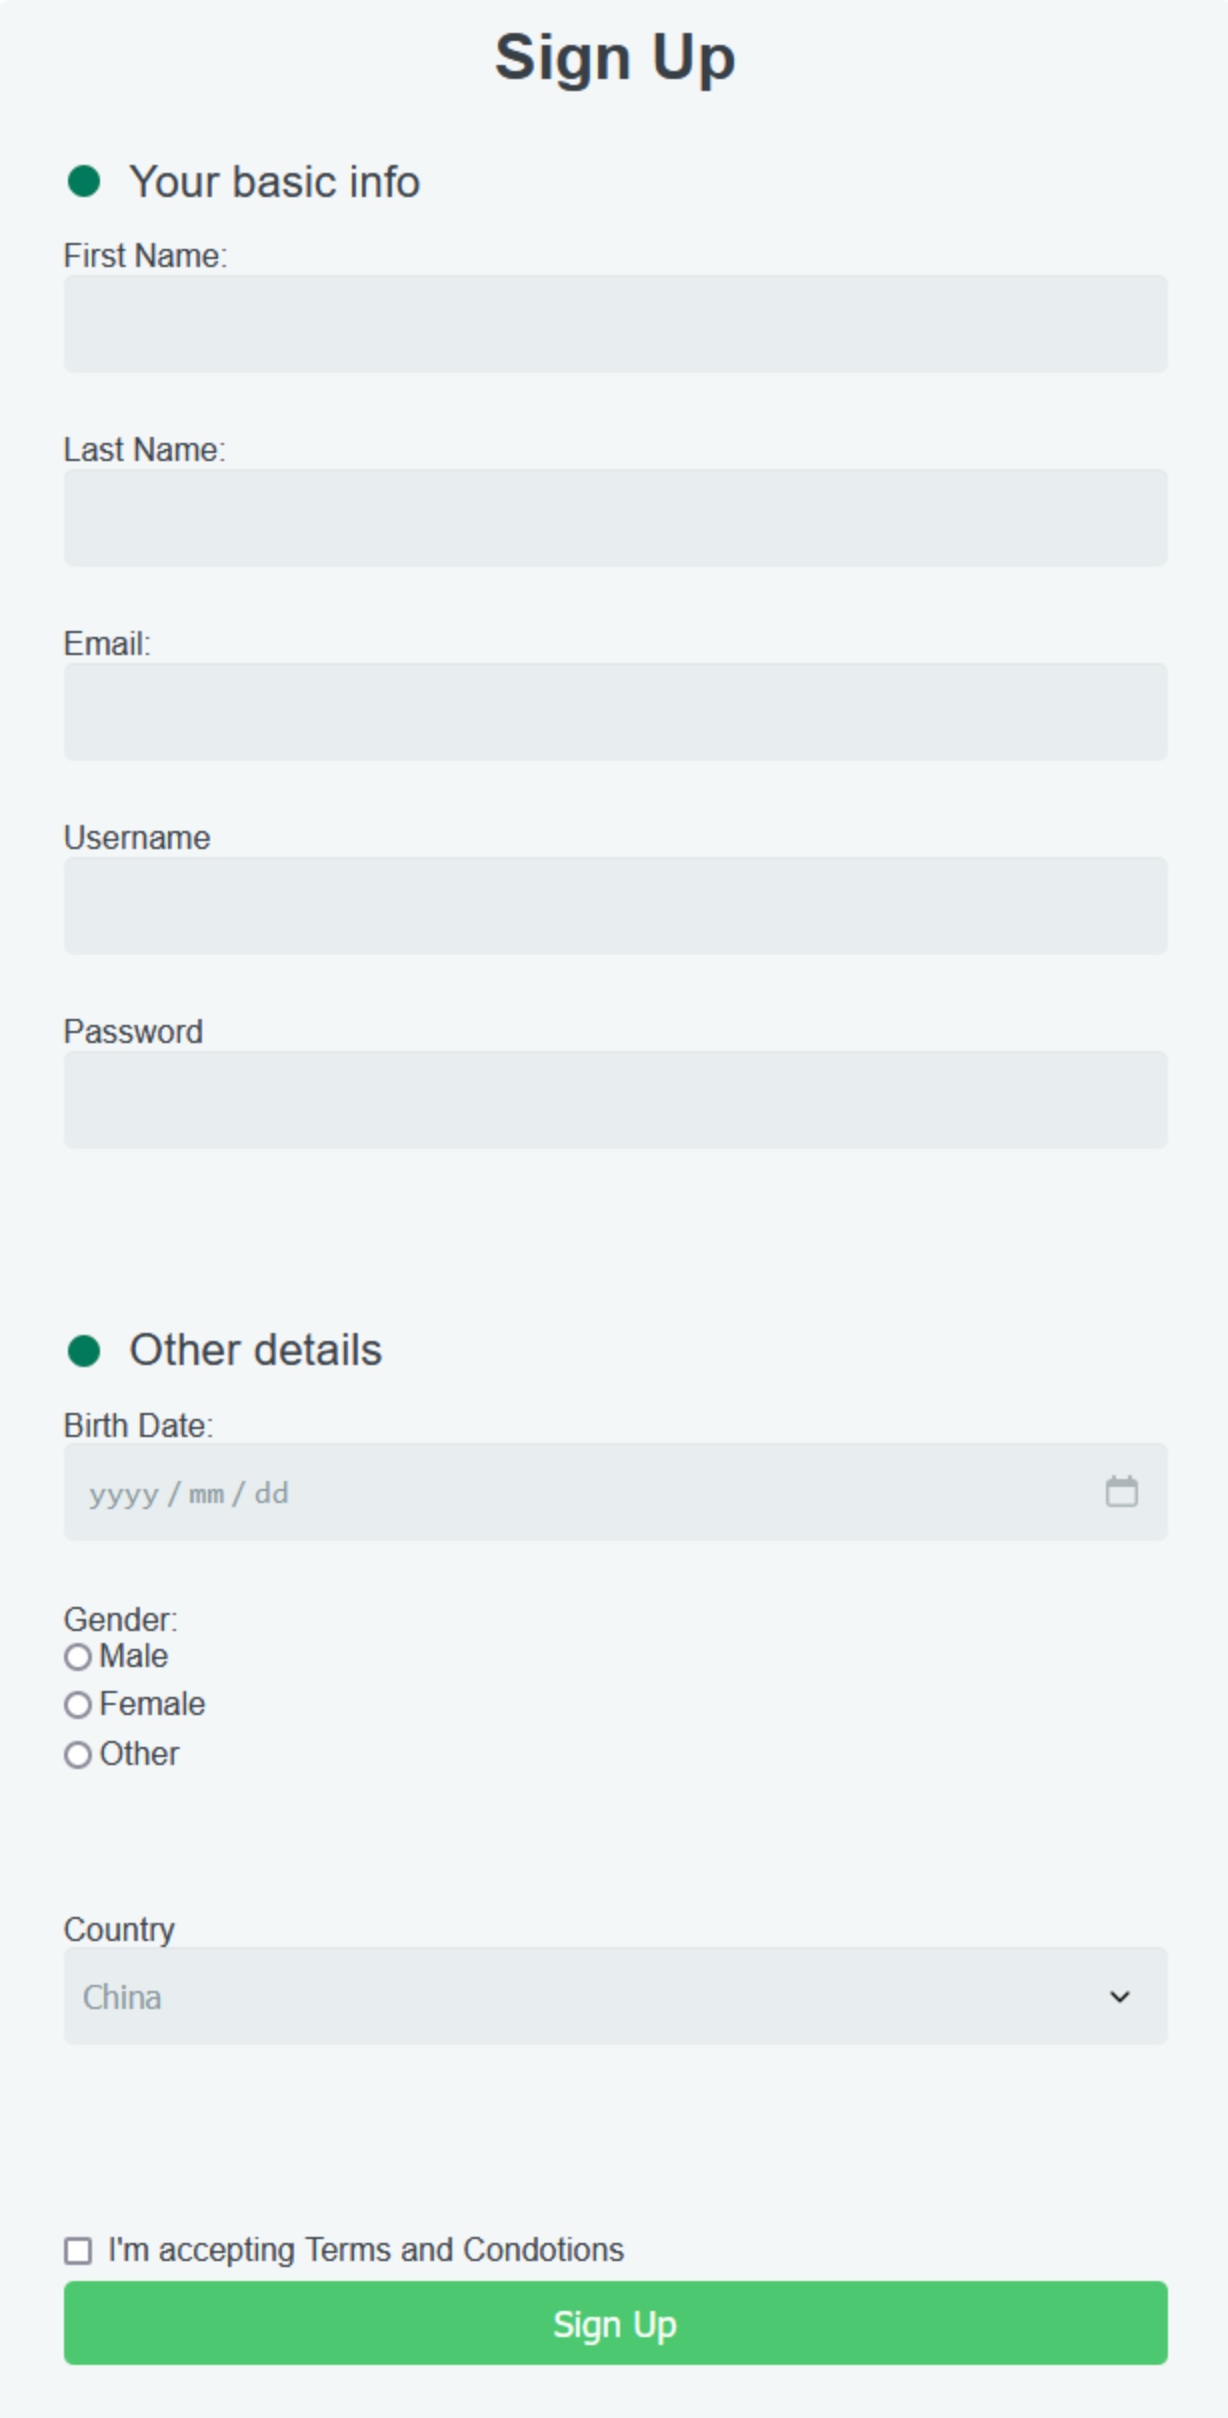 Sign Up
Your basic info
First Name:
Last Name:
Email:
Username
Password
Other details
Birth Date:
yyyy / mm / dd
Gender:
Male
Female
Other
Country
China
I'm accepting Terms and Condotions
Sign Up